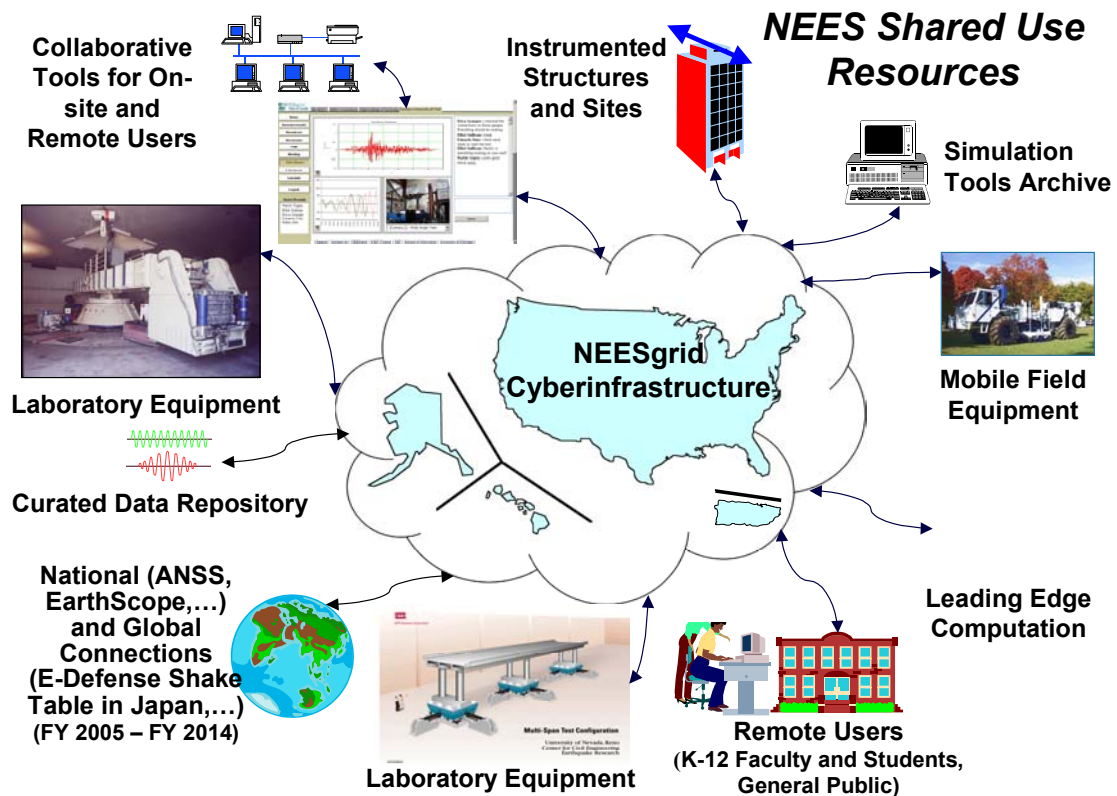 NEES Shared Use
Resources
Collaborative
Tools for On-
site and
Remote Users
Instrumented
Structures
and Sites
Simulation
Tools Archive
NEESgrid
Cyberinfrastructure
Mobile Field
Equipment
Laboratory Equipment
Curated Data Repository
National (ANSS,
EarthScope,…)
and Global
Connections
(E-Defense Shake
Table in Japan,…)
(FY 2005 – FY 2014)
Leading Edge
Computation
Multi-Span Test Configuration
University of Nevada, Reno
Center for Civil Engineering
Earthquake Research
Laboratory Equipment
Remote Users
(K-12 Faculty and Students,
General Public)